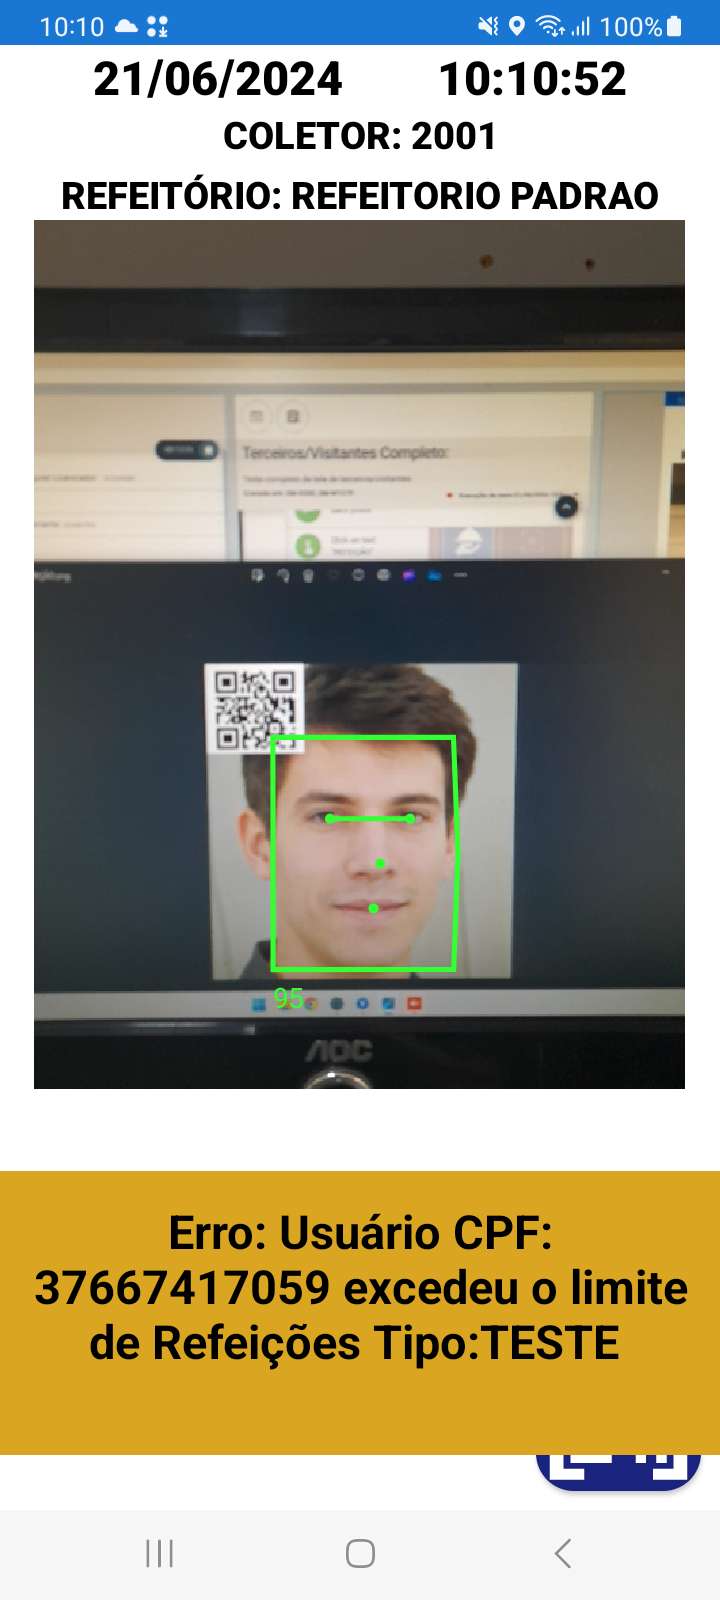 10:10 100%
21/06/2024 10:10:52
COLETOR: 2001
REFEITÓRIO: REFEITORIO PADRAO
Terceiros/Visitantes Completo:
95
AOC
Erro: Usuário CPF:
37667417059 excedeu o limite
de Refeições Tipo:TESTE